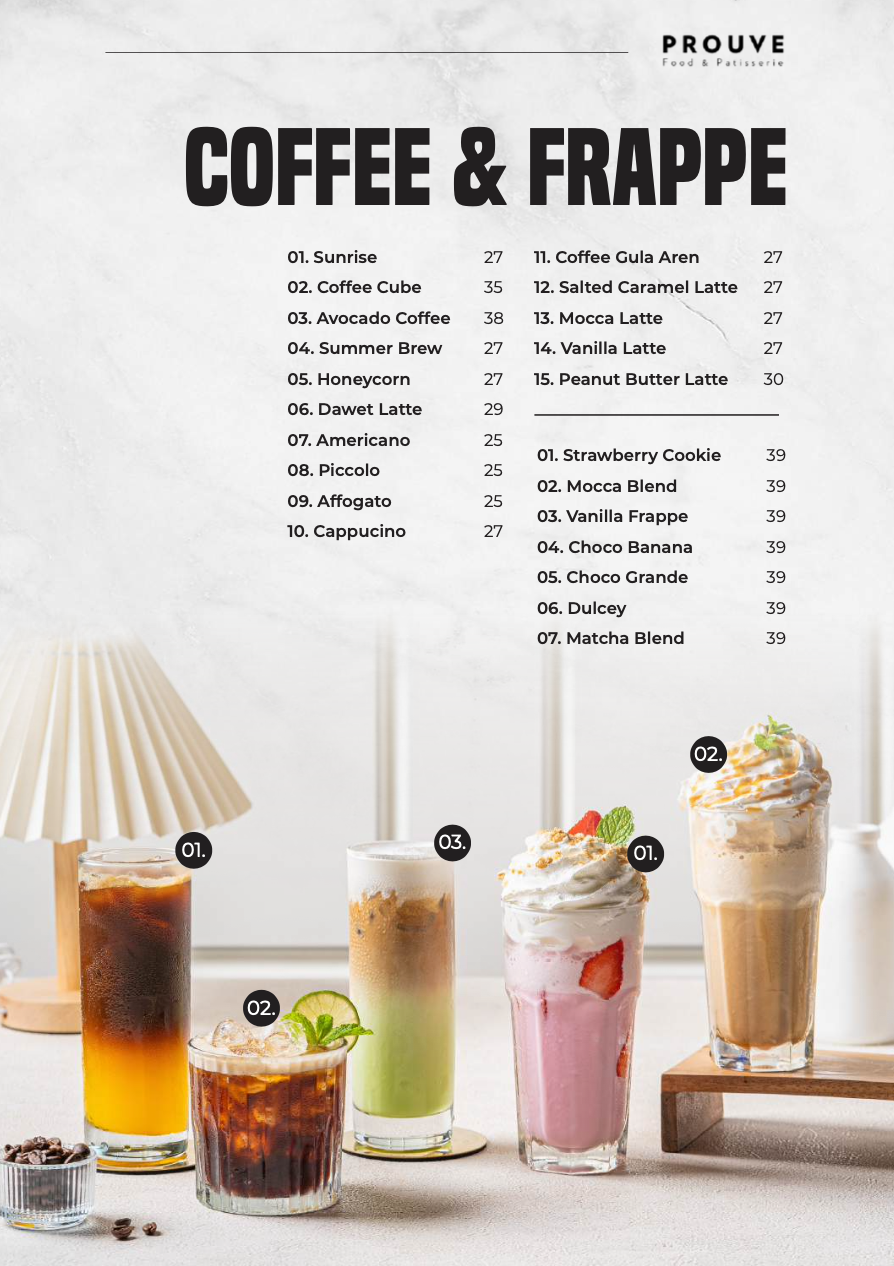 PROUVE
Food & Patisserie
COFFEE & FRAPPE
01. Sunrise 27
02. Coffee Cube 35
03. Avocado Coffee 38
04. Summer Brew 27
05. Honeycorn 27
06. Dawet Latte 29
07. Americano 25
08. Piccolo 25
09. Affogato 25
10. Cappucino 27
11. Coffee Gula Aren 27
12. Salted Caramel Latte 27
13. Mocca Latte 27
14. Vanilla Latte 27
15. Peanut Butter Latte 30
01. Strawberry Cookie 39
02. Mocca Blend 39
03. Vanilla Frappe 39
04. Choco Banana 39
05. Choco Grande 39
06. Dulcey 39
07. Matcha Blend 39
01.
02.
03.
01.
02.